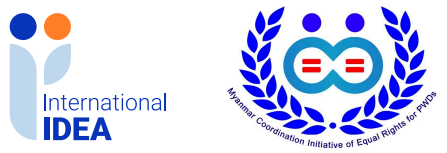 International
IDEA
Myanmar Coordination Initiative of Equal Rights for PWDs